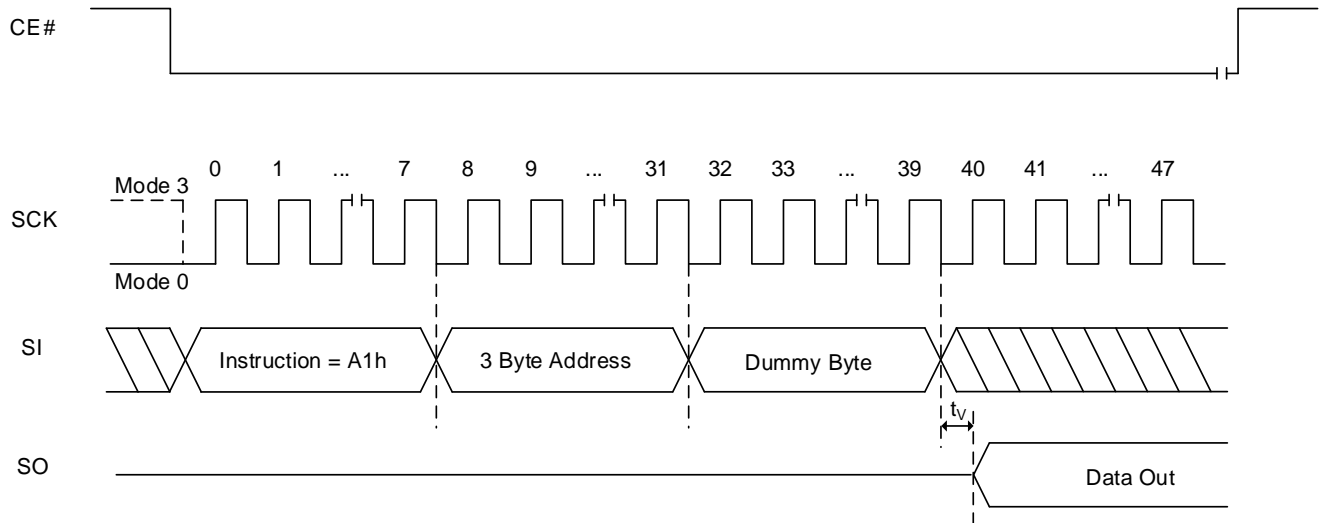 CE#
0 1 ... 7 8 9 ... 31 32 33 ... 39 40 41 ... 47
Mode 3
SCK
Mode 0
SI
Instruction = A1h
3 Byte Address
Dummy Byte
tV
SO
Data Out